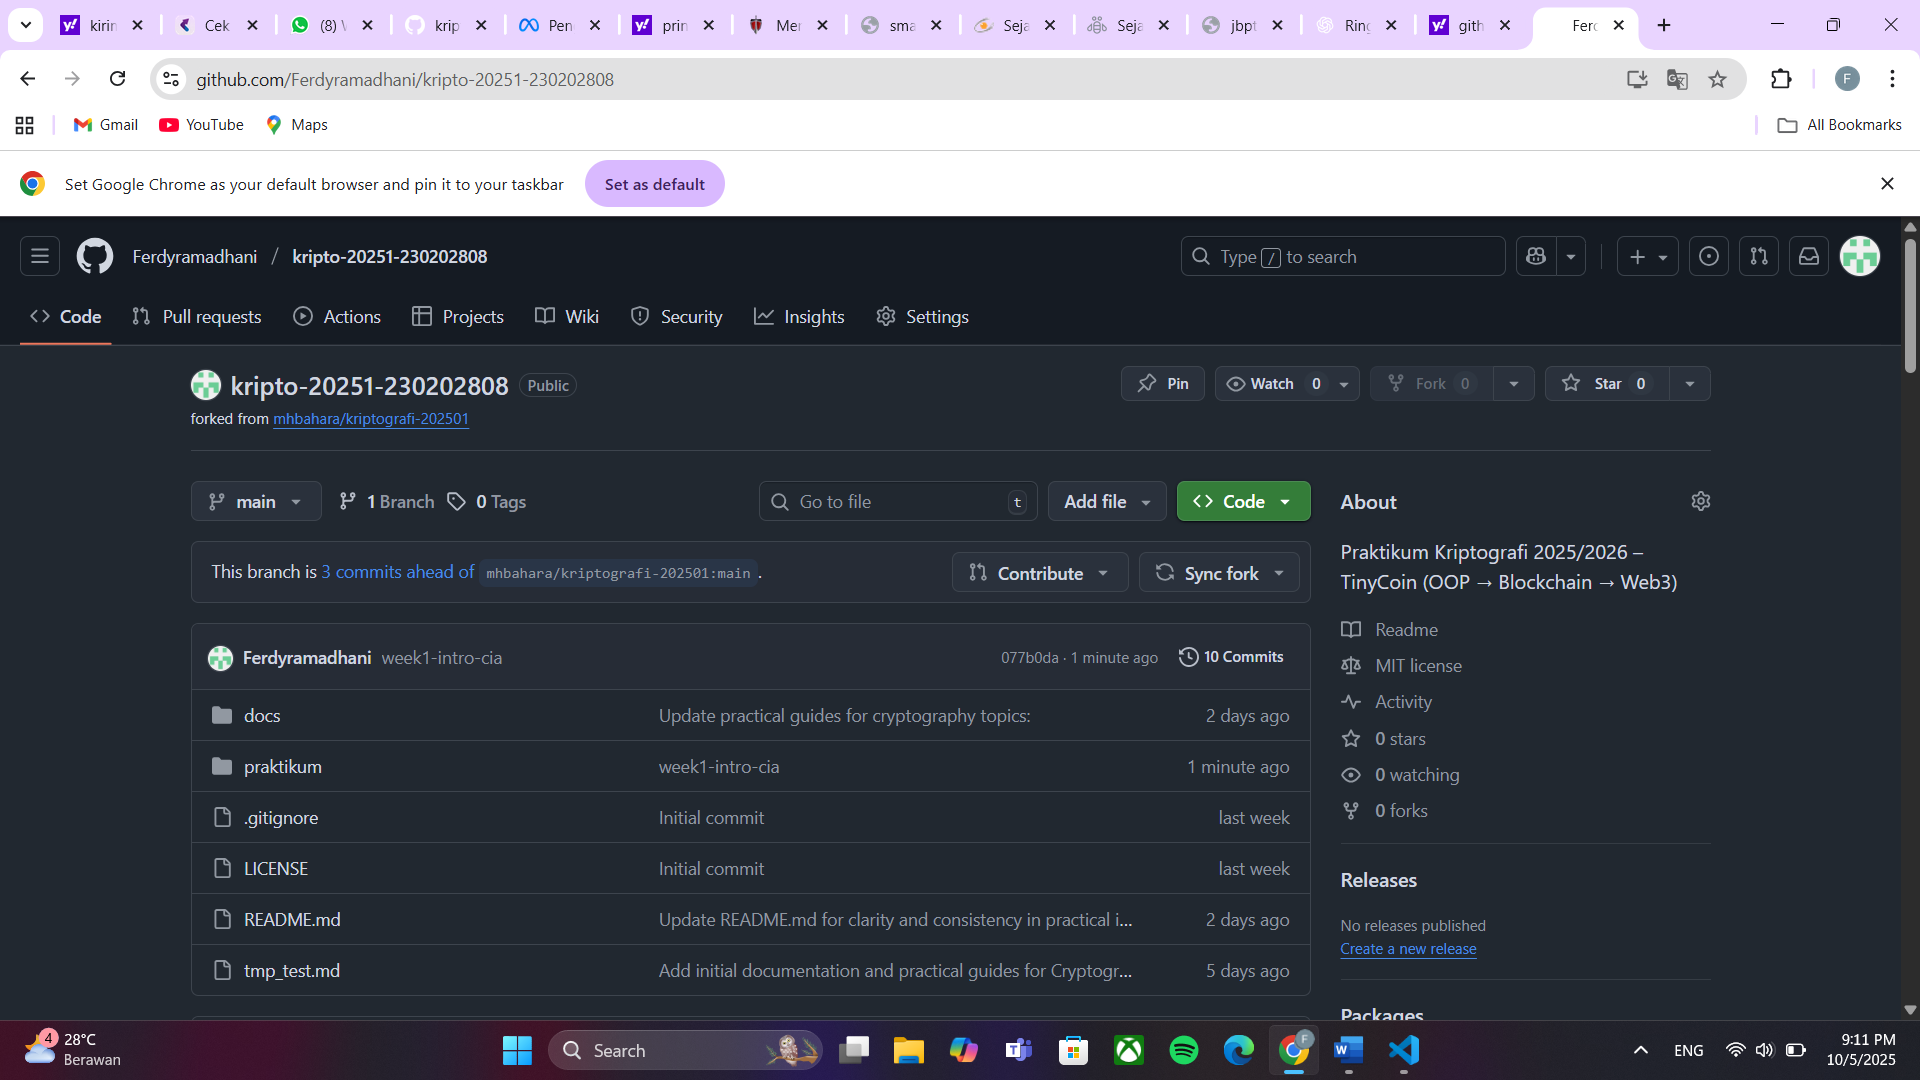 kirin
Cek
(8) W
krip
Pen
prin
Mer
sma
Seja
Seja
jbpt
Ring
gith
Ferd
github.com/Ferdyramadhani/kripto-20251-230202808
F
Gmail
YouTube
Maps
All Bookmarks
Set Google Chrome as your default browser and pin it to your taskbar
Set as default
Ferdyramadhani / kripto-20251-230202808
Type / to search
Code
Pull requests
Actions
Projects
Wiki
Security
Insights
Settings
kripto-20251-230202808 Public
Pin
Watch 0
Fork 0
Star 0
forked from mhbahara/kriptografi-202501
main
1 Branch
0 Tags
Go to file t
Add file
Code
About
This branch is 3 commits ahead of mhbahara/kriptografi-202501:main .
Contribute
Sync fork
Praktikum Kriptografi 2025/2026 –
TinyCoin (OOP → Blockchain → Web3)
Readme
MIT license
Activity
0 stars
0 watching
0 forks
Ferdyramadhani week1-intro-cia 077b0da · 1 minute ago 10 Commits
docs Update practical guides for cryptography topics: 2 days ago
praktikum week1-intro-cia 1 minute ago
.gitignore Initial commit last week
LICENSE Initial commit last week
README.md Update README.md for clarity and consistency in practical i... 2 days ago
tmp_test.md Add initial documentation and practical guides for Cryptogr... 5 days ago
Releases
No releases published
Create a new release
Packages
4
28°C
Berawan
Search
F
ENG
9:11 PM
10/5/2025